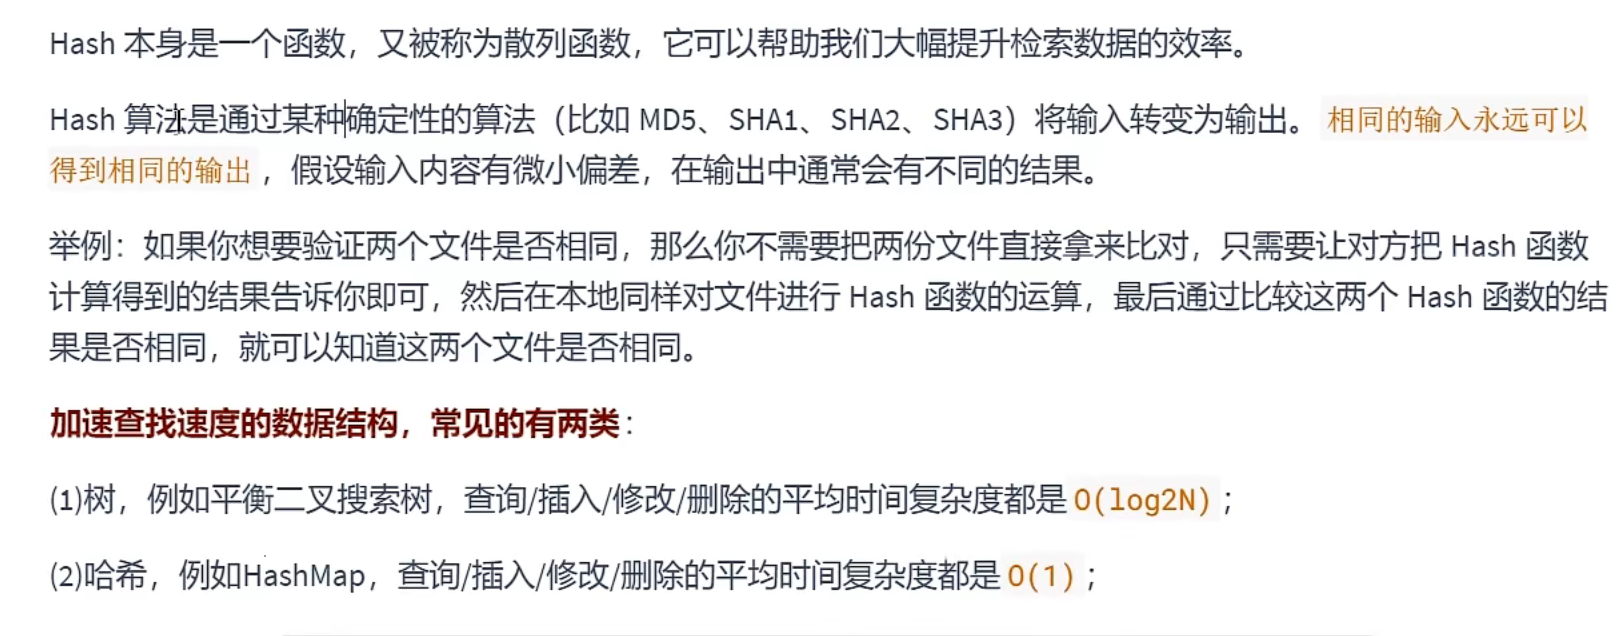 Hash 本身是一个函数，又被称为散列函数，它可以帮助我们大幅提升检索数据的效率。
Hash 算法是通过某种确定性的算法（比如 MD5、SHA1、SHA2、SHA3）将输入转变为输出。相同的输入永远可以
得到相同的输出，假设输入内容有微小偏差，在输出中通常会有不同的结果。
举例：如果你想要验证两个文件是否相同，那么你不需要把两份文件直接拿来比对，只需要让对方把 Hash 函数
计算得到的结果告诉你即可，然后在本地同样对文件进行 Hash 函数的运算，最后通过比较这两个 Hash 函数的结
果是否相同，就可以知道这两个文件是否相同。
加速查找速度的数据结构，常见的有两类：
(1)树，例如平衡二叉搜索树，查询/插入/修改/删除的平均时间复杂度都是 O(log2N)；
(2)哈希，例如HashMap，查询/插入/修改/删除的平均时间复杂度都是 O(1)；